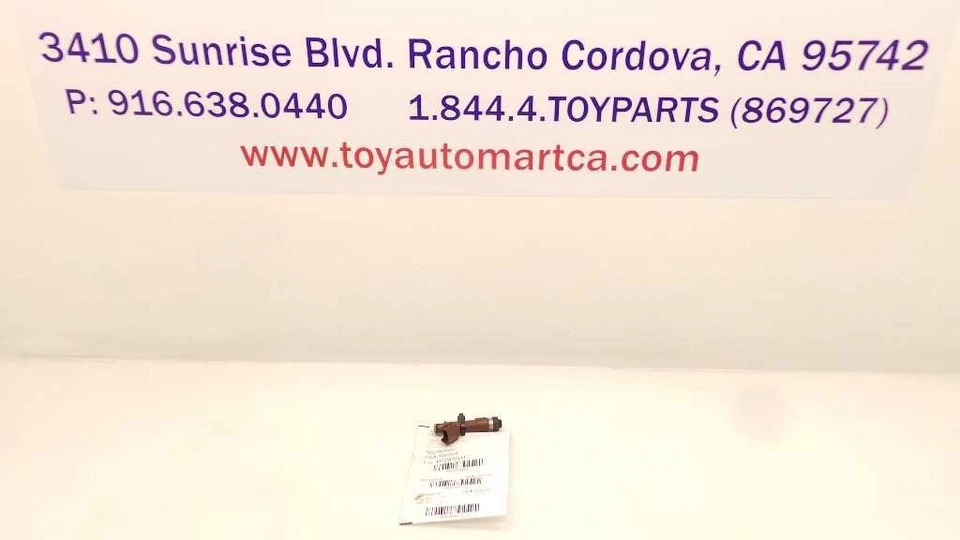 3410 Sunrise Blvd. Rancho Cordova, CA 95742
P: 916.638.0440 1.844.4.TOYPARTS (869727)
www.toyautomartca.com